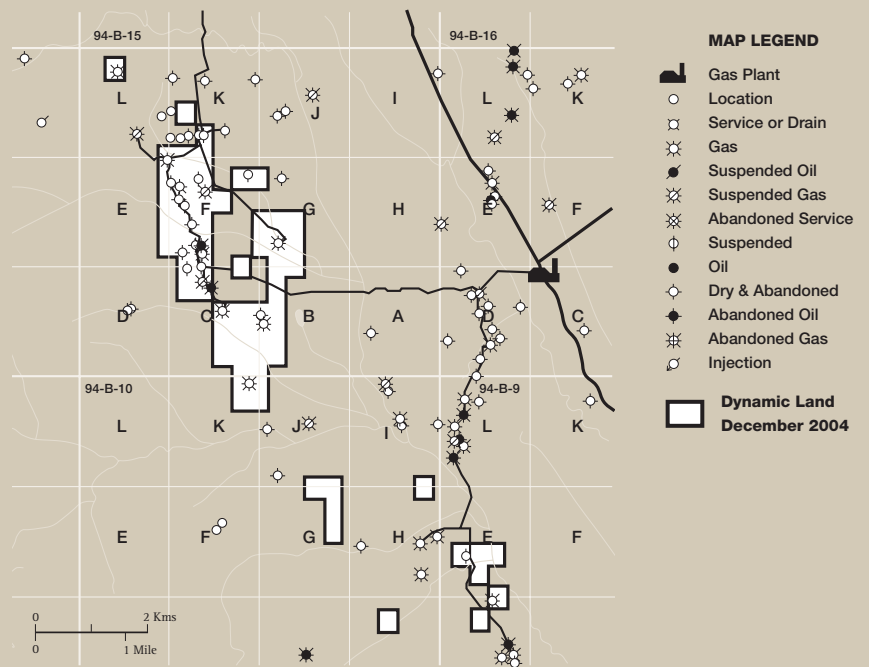 94-B-15 94-B-16
MAP LEGEND
Gas Plant
Location
Service or Drain
Gas
Suspended Oil
Suspended Gas
Abandoned Service
Suspended
Oil
Dry & Abandoned
Abandoned Oil
Abandoned Gas
Injection
Dynamic Land
December 2004
L K J I L K
E F G H E F
D C B A D C
94-B-10 94-B-9
L K J I L K
E F G H E F
0 2 Kms
0 1 Mile